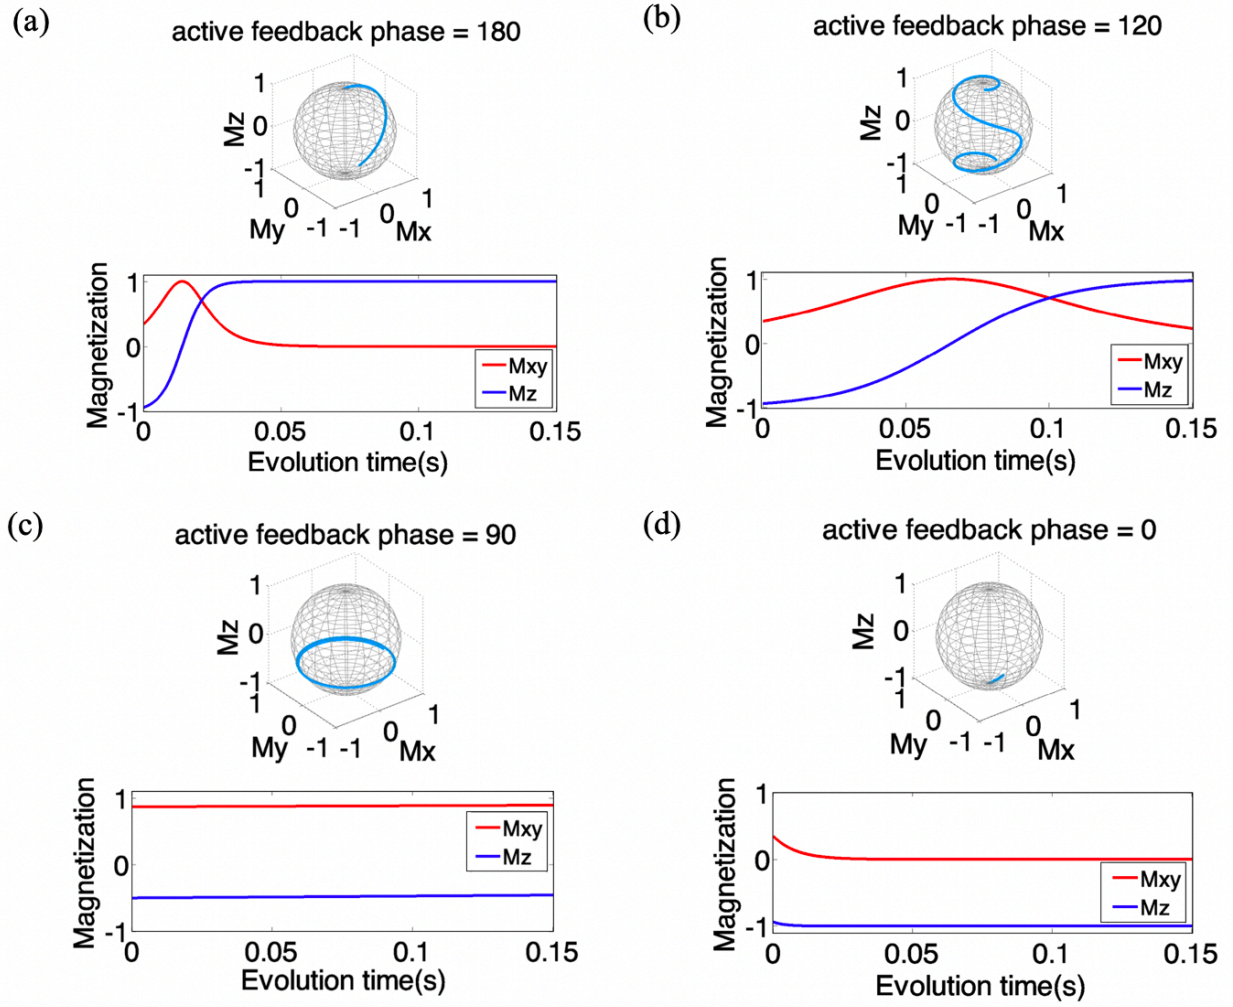 (a)
active feedback phase = 180
1
0
-1
Mz
1
0
-1
My
-1
0
1
Mx
1
0
-1
Magnetization
Mxy
Mz
0
0.05
0.1
0.15
Evolution time(s)
(b)
active feedback phase = 120
1
0
-1
Mz
1
0
-1
My
-1
0
1
Mx
1
0
-1
Magnetization
Mxy
Mz
0
0.05
0.1
0.15
Evolution time(s)
(c)
active feedback phase = 90
1
0
-1
Mz
1
0
-1
My
-1
0
1
Mx
1
0
-1
Magnetization
Mxy
Mz
0
0.05
0.1
0.15
Evolution time(s)
(d)
active feedback phase = 0
1
0
-1
Mz
1
0
-1
My
-1
0
1
Mx
1
0
-1
Magnetization
Mxy
Mz
0
0.05
0.1
0.15
Evolution time(s)